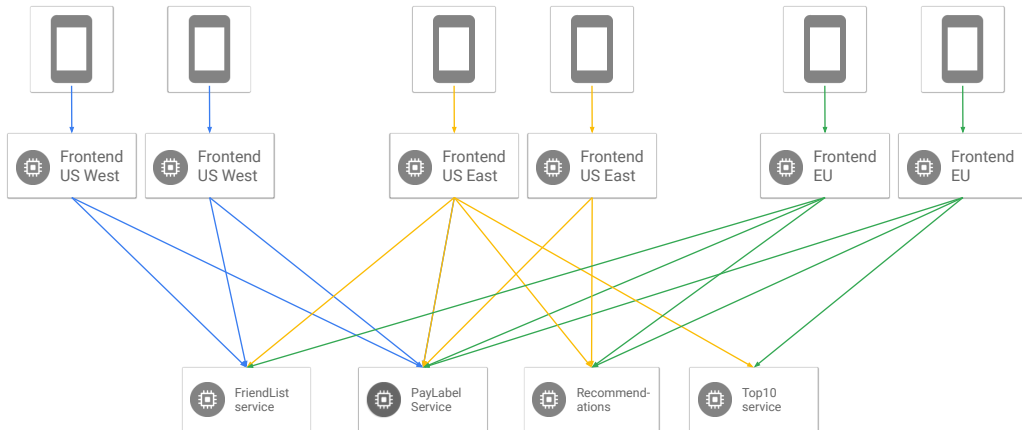 Frontend
US West
Frontend
US West
Frontend
US East
Frontend
US East
Frontend
EU
Frontend
EU
FriendList
service
PayLabel
Service
Recommend-
ations
Top10
service